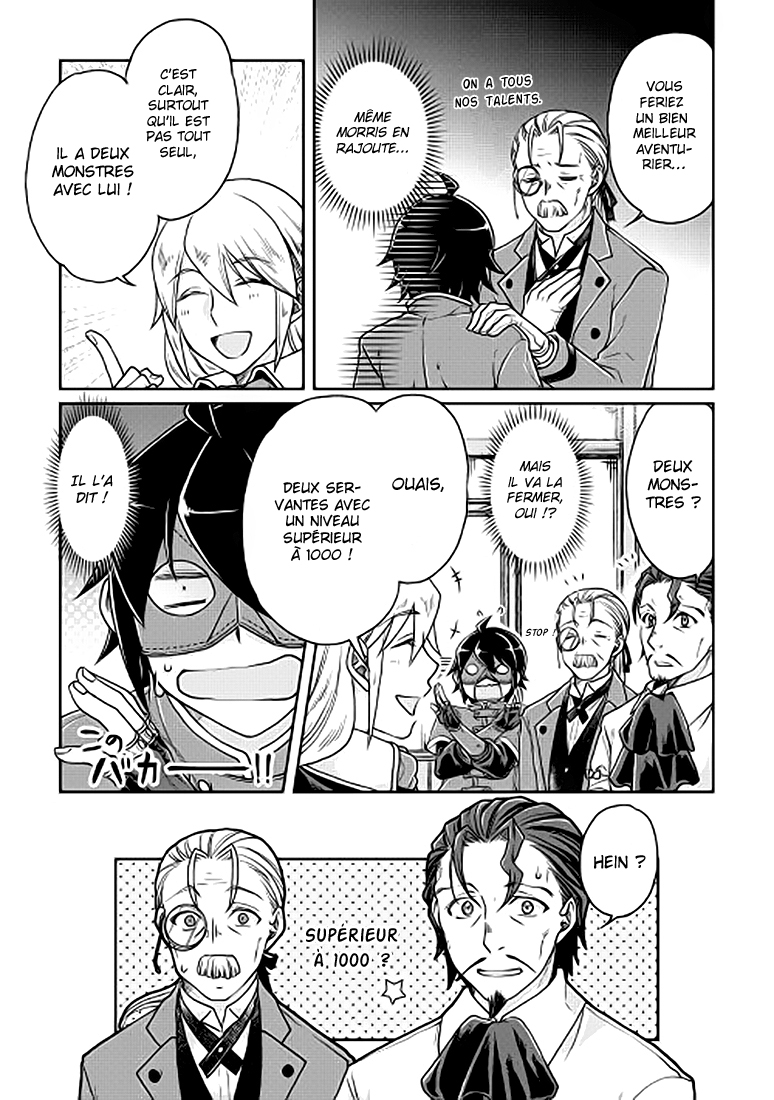 VOUS
FERIEZ
UN BIEN
MEILLEUR
AVENTU-
RIER...
ON A TOUS
NOS TALENTS.
MÊME
MORRIS EN
RAJOUTE...
C'EST
CLAIR,
SURTOUT
QU'IL EST
PAS TOUT
SEUL,
IL A DEUX
MONSTRES
AVEC LUI !
DEUX
MONS-
TRES ?
MAIS
IL VA LA
FERMER,
OUI !?
STOP !
OUAIS,
DEUX SER-
VANTES AVEC
UN NIVEAU
SUPÉRIEUR
À 1000 !
IL L'A
DIT !
このバカーーー!!
HEIN ?
SUPÉRIEUR
À 1000 ?